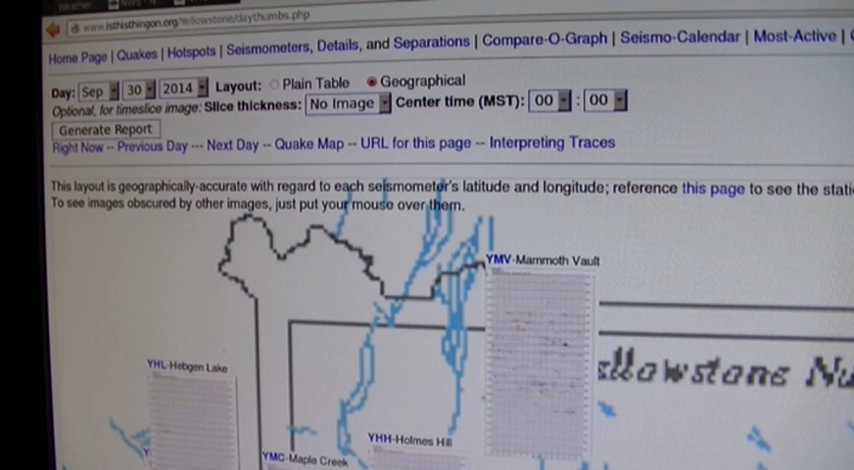 www.isthisthingon.org/Yellowstone/daythumbs.php
Home Page | Quakes | Hotspots | Seismometers, Details, and Separations | Compare-O-Graph | Seismo-Calendar | Most-Active |
Day: Sep 30 2014 Layout: Plain Table Geographical
Optional, for timeslice image: Slice thickness: No Image Center time (MST): 00 : 00
Generate Report
Right Now -- Previous Day --- Next Day -- Quake Map -- URL for this page -- Interpreting Traces
This layout is geographically-accurate with regard to each seismometer's latitude and longitude; reference this page to see the stati
To see images obscured by other images, just put your mouse over them.
YMV-Mammoth Vault
ellowstone Na
YHL-Hebgen Lake
YHH-Holmes Hill
YMC-Maple Creek